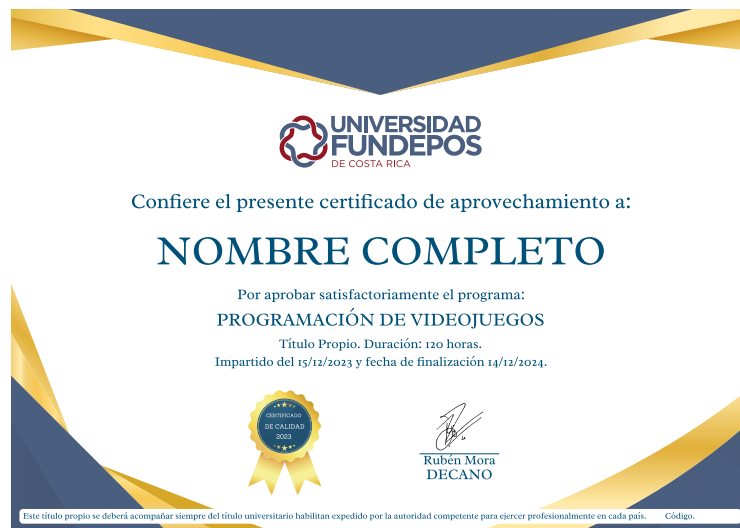 UNIVERSIDAD
FUNDEPOS
DE COSTA RICA
Confiere el presente certificado de aprovechamiento a:
NOMBRE COMPLETO
Por aprobar satisfactoriamente el programa:
PROGRAMACIÓN DE VIDEOJUEGOS
Título Propio. Duración: 120 horas.
Impartido del 15/12/2023 y fecha de finalización 14/12/2024.
CERTIFICADO
DE CALIDAD
2023
Rubén Mora
DECANO
Este título propio se deberá acompañar siempre del título universitario habilitan expedido por la autoridad competente para ejercer profesionalmente en cada país. Código.